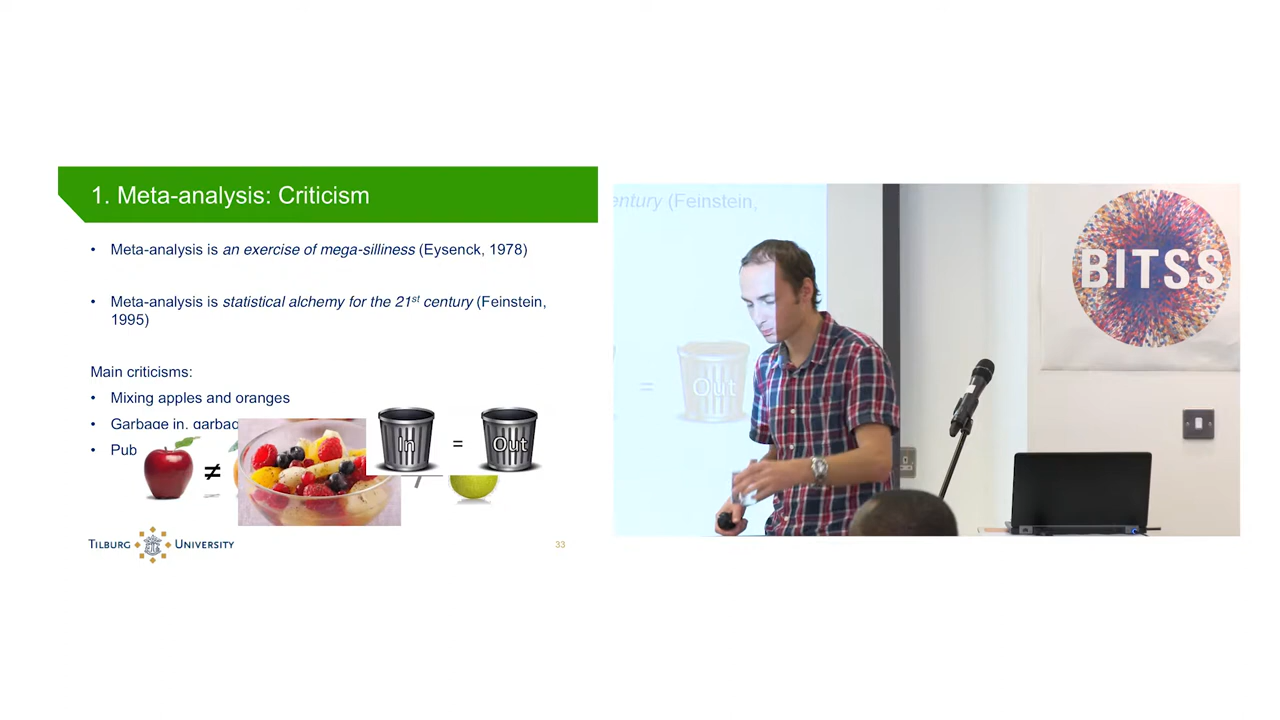 1. Meta-analysis: Criticism
• Meta-analysis is an exercise of mega-silliness (Eysenck, 1978)
• Meta-analysis is statistical alchemy for the 21st century (Feinstein,
1995)
Main criticisms:
• Mixing apples and oranges
• Garbage in, garbag
• Pub
≠
In = Out
TILBURG UNIVERSITY
33
entury (Feinstein,
= Out
BITSS